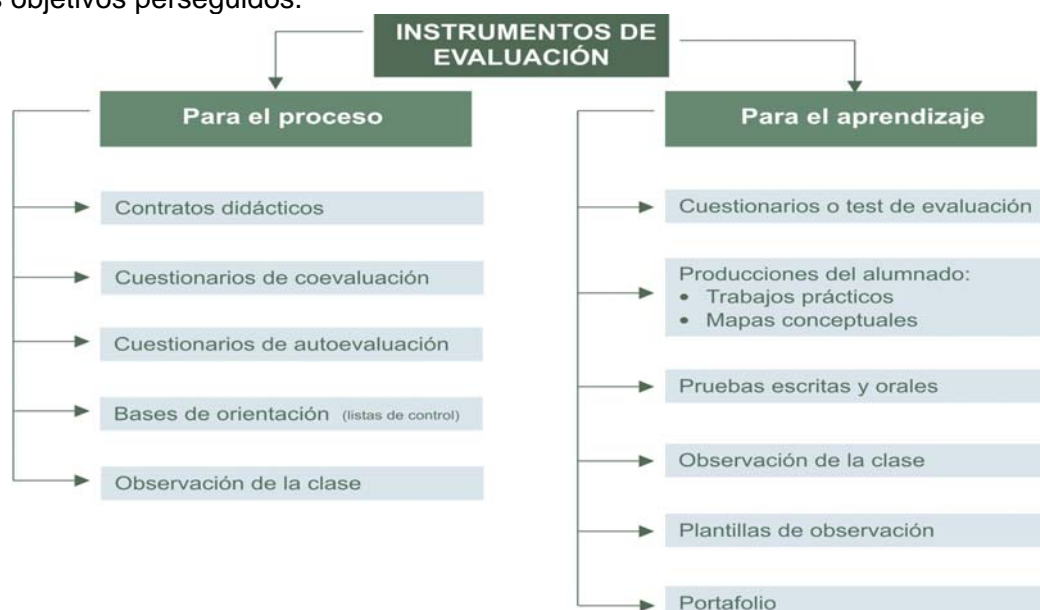 s objetivos perseguidos.
INSTRUMENTOS DE
EVALUACIÓN
Para el proceso
Contratos didácticos
Cuestionarios de coevaluación
Cuestionarios de autoevaluación
Bases de orientación (listas de control)
Observación de la clase
Para el aprendizaje
Cuestionarios o test de evaluación
Producciones del alumnado:
• Trabajos prácticos
• Mapas conceptuales
Pruebas escritas y orales
Observación de la clase
Plantillas de observación
Portafolio